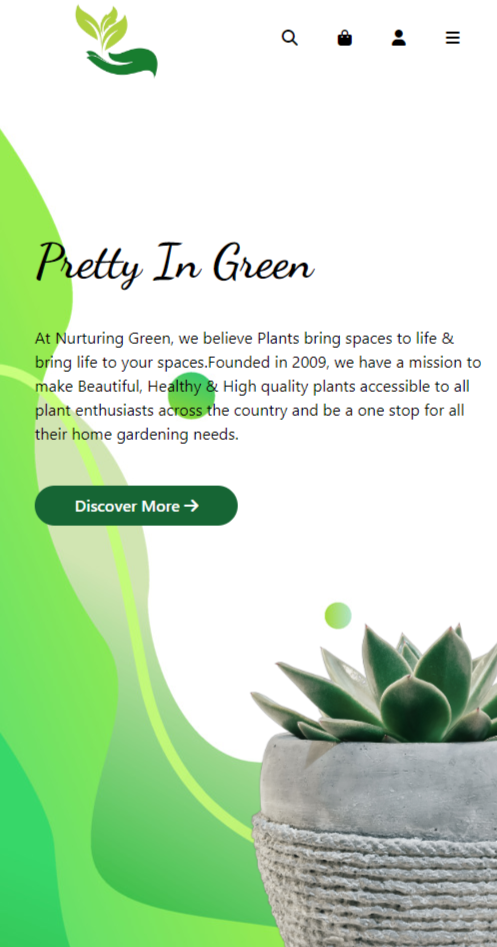 Pretty In Green
At Nurturing Green, we believe Plants bring spaces to life &
bring life to your spaces.Founded in 2009, we have a mission to
make Beautiful, Healthy & High quality plants accessible to all
plant enthusiasts across the country and be a one stop for all
their home gardening needs.
Discover More